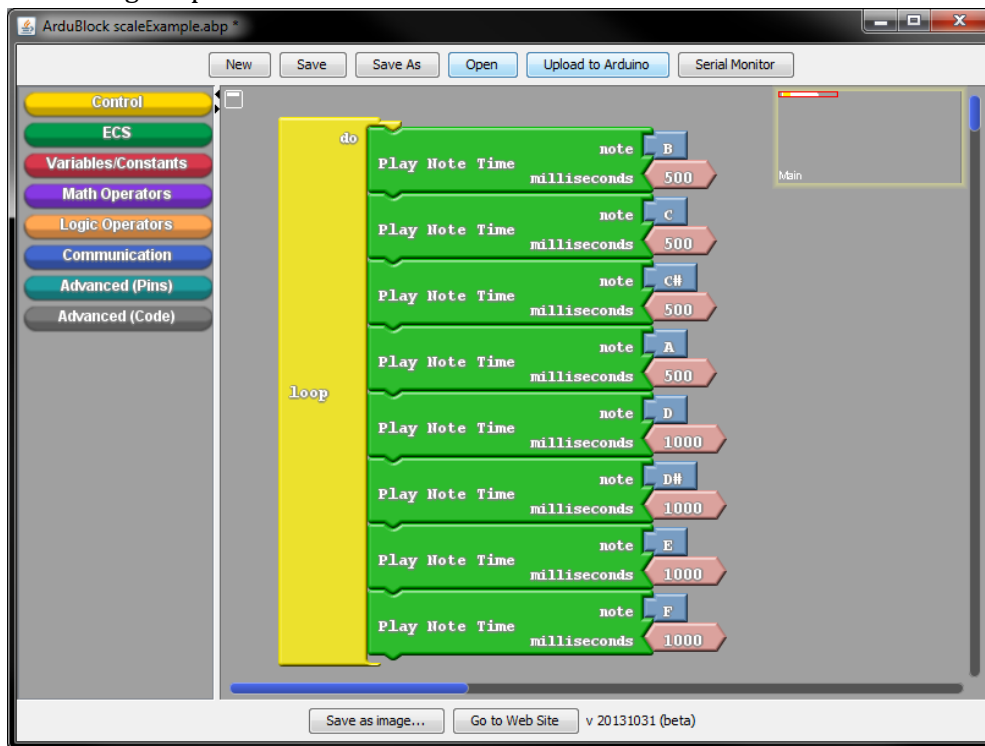 ArduBlock scaleExample.abp *
New Save Save As Open Upload to Arduino Serial Monitor
Control
ECS
Variables/Constants
Math Operators
Logic Operators
Communication
Advanced (Pins)
Advanced (Code)
Main
loop
do
Play Note Time note B
milliseconds 500
Play Note Time note C
milliseconds 500
Play Note Time note C#
milliseconds 500
Play Note Time note A
milliseconds 500
Play Note Time note D
milliseconds 1000
Play Note Time note D#
milliseconds 1000
Play Note Time note E
milliseconds 1000
Play Note Time note F
milliseconds 1000
Save as image... Go to Web Site v 20131031 (beta)